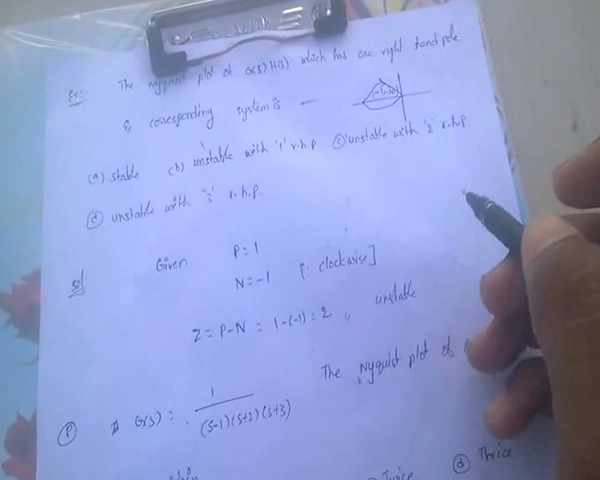 Ex:- The nyquist plot of G(s)H(s) which has one right hand pole
& corresponding system is —
(a) stable (b) unstable with '1' r.h.p (c) unstable with '2' r.h.p
(d) unstable with '3' r.h.p.
Sol Given P=1
N=-1 [clockwise]
Z = P-N = 1-(-1) = 2, unstable
(P) G(s) = 1 / (s-1)(s+2)(s+3) The Nyquist plot of
Twice (d) Thrice